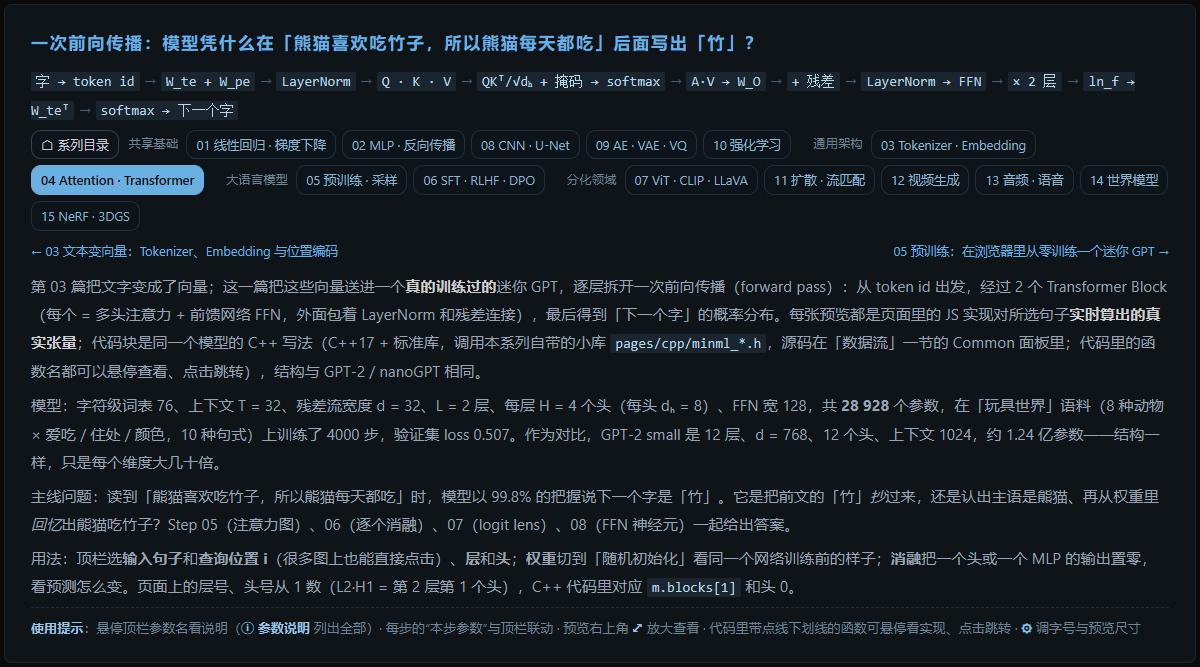 一次前向传播：模型凭什么在「熊猫喜欢吃竹子，所以熊猫每天都吃」后面写出「竹」？
字 → token id → W_te + W_pe → LayerNorm → Q · K · V → QKᵀ/√dₕ + 掩码 → softmax → A·V → W_O → + 残差 → LayerNorm → FFN → × 2 层 → ln_f →
W_teᵀ → softmax → 下一个字
系列目录 共享基础 01 线性回归 · 梯度下降 02 MLP · 反向传播 08 CNN · U-Net 09 AE · VAE · VQ 10 强化学习 通用架构 03 Tokenizer · Embedding
04 Attention · Transformer 大语言模型 05 预训练 · 采样 06 SFT · RLHF · DPO 分化领域 07 ViT · CLIP · LLaVA 11 扩散 · 流匹配 12 视频生成 13 音频 · 语音 14 世界模型
15 NeRF · 3DGS
← 03 文本变向量：Tokenizer、Embedding 与位置编码 05 预训练：在浏览器里从零训练一个迷你 GPT →
第 03 篇把文字变成了向量；这一篇把这些向量送进一个真的训练过的迷你 GPT，逐层拆开一次前向传播（forward pass）：从 token id 出发，经过 2 个 Transformer Block
（每个 = 多头注意力 + 前馈网络 FFN，外面包着 LayerNorm 和残差连接），最后得到「下一个字」的概率分布。每张预览都是页面里的 JS 实现对所选句子实时算出的真
实张量；代码块是同一个模型的 C++ 写法（C++17 + 标准库，调用本系列自带的小库 pages/cpp/minml_*.h，源码在「数据流」一节的 Common 面板里；代码里的函
数名都可以悬停查看、点击跳转），结构与 GPT-2 / nanoGPT 相同。
模型：字符级词表 76、上下文 T = 32、残差流宽度 d = 32、L = 2 层、每层 H = 4 个头（每头 dₕ = 8）、FFN 宽 128，共 28 928 个参数，在「玩具世界」语料（8 种动物
× 爱吃 / 住处 / 颜色，10 种句式）上训练了 4000 步，验证集 loss 0.507。作为对比，GPT-2 small 是 12 层、d = 768、12 个头、上下文 1024，约 1.24 亿参数——结构一
样，只是每个维度大几十倍。
主线问题：读到「熊猫喜欢吃竹子，所以熊猫每天都吃」时，模型以 99.8% 的把握说下一个字是「竹」。它是把前文的「竹」抄过来，还是认出主语是熊猫、再从权重里
回忆出熊猫吃竹子？Step 05（注意力图）、06（逐个消融）、07（logit lens）、08（FFN 神经元）一起给出答案。
用法：顶栏选输入句子和查询位置 i（很多图上也能直接点击）、层和头；权重切到「随机初始化」看同一个网络训练前的样子；消融把一个头或一个 MLP 的输出置零，
看预测怎么变。页面上的层号、头号从 1 数（L2·H1 = 第 2 层第 1 个头），C++ 代码里对应 m.blocks[1] 和头 0。
使用提示：悬停顶栏参数名看说明（ⓘ 参数说明 列出全部）· 每步的“本步参数”与顶栏联动 · 预览右上角 ⤢ 放大查看 · 代码里带点线下划线的函数可悬停看实现、点击跳转 · ⚙ 调字号与预览尺寸